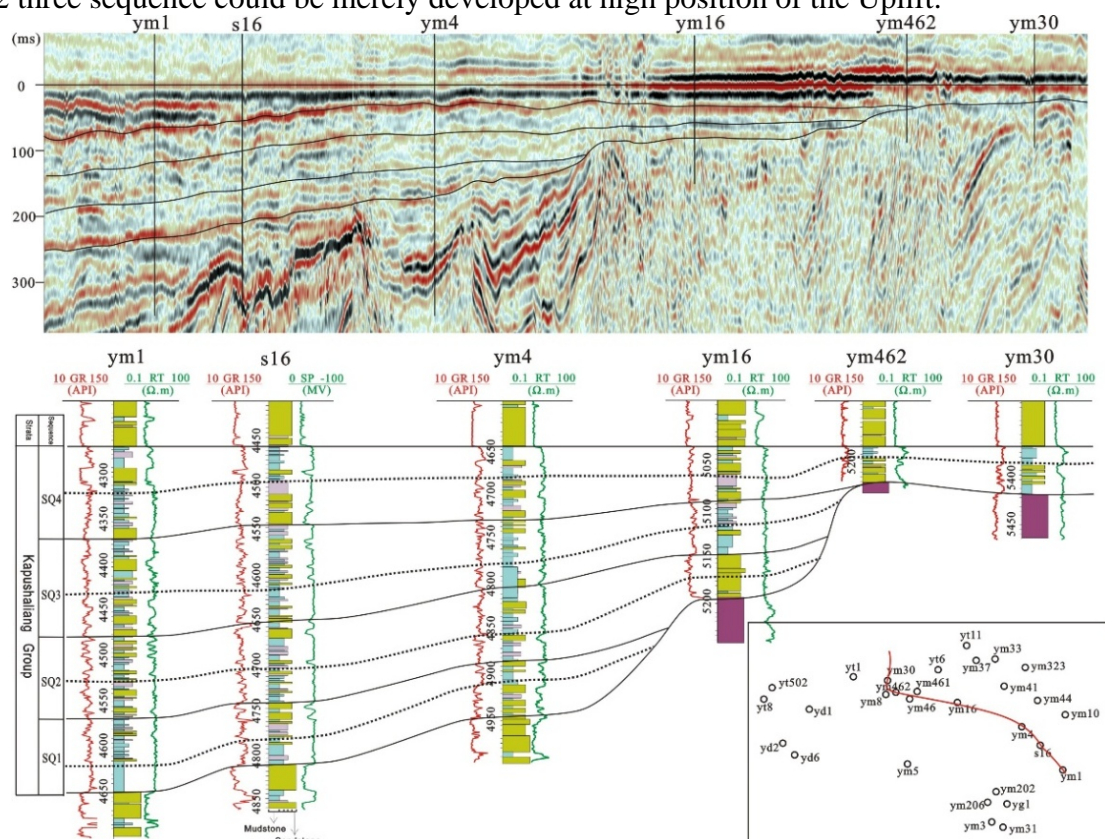 2 three sequence could be merely developed at high position of the Uplift.
ym1 s16 ym4 ym16 ym462 ym30
(ms)
0
100
200
300
ym1 s16 ym4 ym16 ym462 ym30
10 GR 150 0.1 RT 100 10 GR 150 0 SP -100 10 GR 150 0.1 RT 100 10 GR 150 0.1 RT 100 10 GR 150 0.1 RT 100 10 GR 150 0.1 RT 100
(API) (Ω.m) (API) (MV) (API) (Ω.m) (API) (Ω.m) (API) (Ω.m) (API) (Ω.m)
Strata Sequence
Kapushaliang Group
SQ4
SQ3
SQ2
SQ1
4300
4350
4400
4450
4500
4550
4600
4650
4450
4500
4550
4600
4650
4700
4750
4800
4850
4650
4700
4750
4800
4850
4900
4950
5050
5100
5150
5200
5200
5400
5450
Mudstone
yt11
ym33
yt6
ym37
ym323
yt1
ym30
yt502
ym462
ym461
ym41
yt8
ym8
ym46
ym44
yd1
ym16
ym10
ym4
yd2
s16
yd6
ym5
ym1
ym202
ym206
yg1
ym3
ym31